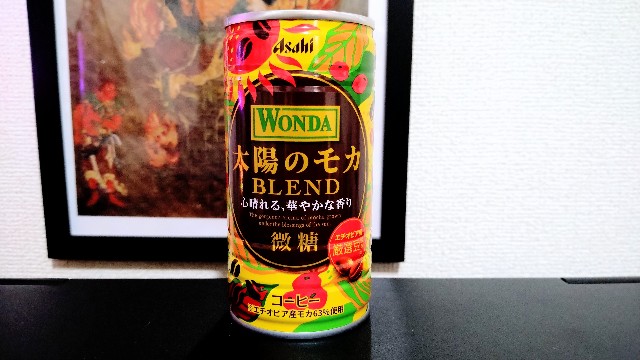 Asahi
WONDA
太陽のモカ
BLEND
心晴れる、華やかな香り
微糖
エチオピア産
厳選豆
コーヒー
エチオピア産モカ63%使用